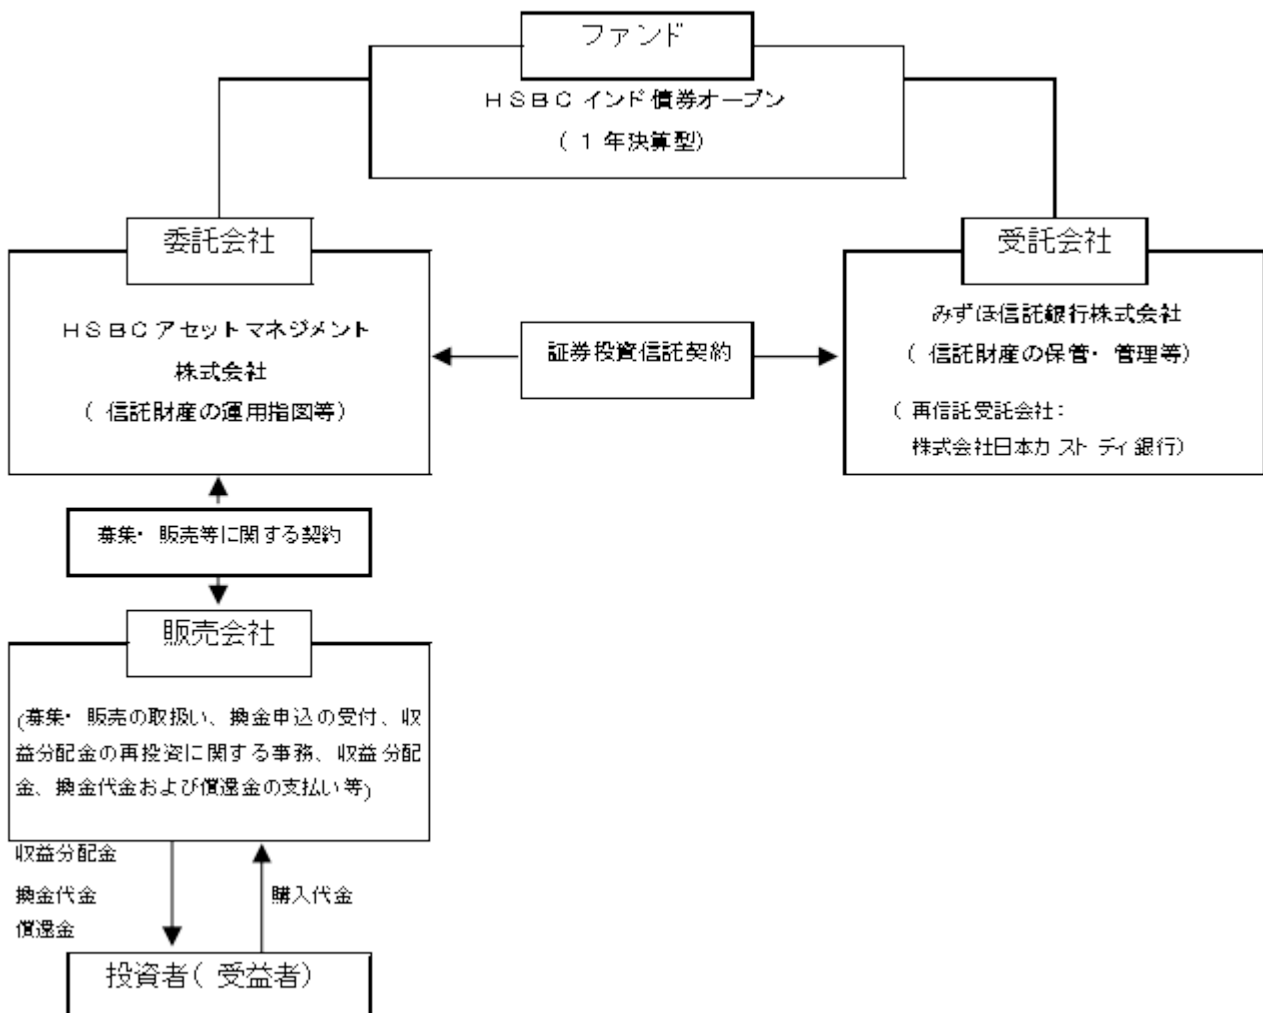 ファンド
HSBCインド債券オープン
(1年決算型)
委託会社
HSBCアセットマネジメント
株式会社
(信託財産の運用指図等)
証券投資信託契約
受託会社
みずほ信託銀行株式会社
(信託財産の保管・管理等)
(再信託受託会社:
株式会社日本カストディ銀行)
募集・販売等に関する契約
販売会社
(募集・販売の取扱い、換金申込の受付、収
益分配金の再投資に関する事務、収益分配
金、換金代金および償還金の支払い等)
収益分配金
換金代金
償還金
購入代金
投資者(受益者)